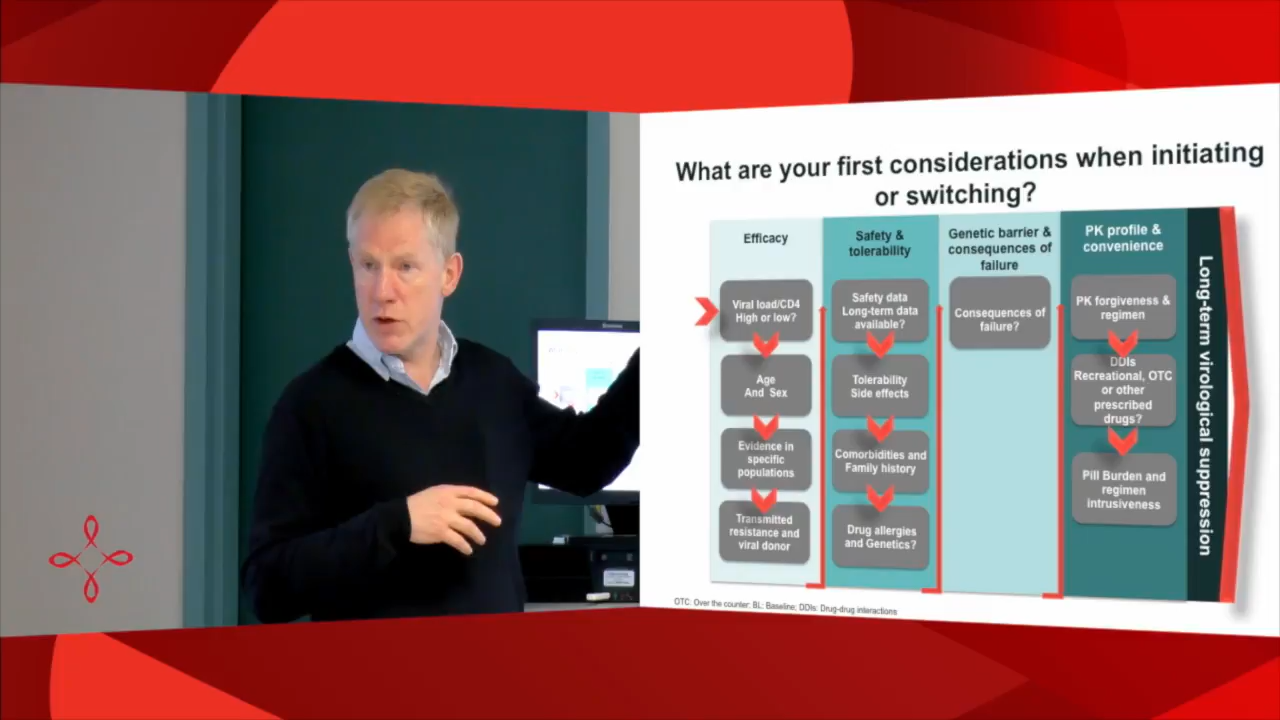 What are your first considerations when initiating
or switching?
Efficacy
Viral load/CD4
High or low?
Age
And Sex
Evidence in
specific
populations
Transmitted
resistance and
viral donor
Safety &
tolerability
Safety data
Long-term data
available?
Tolerability
Side effects
Comorbidities and
Family history
Drug allergies
and Genetics?
Genetic barrier &
consequences of
failure
Consequences of
failure?
PK profile &
convenience
PK forgiveness &
regimen
DDIs
Recreational, OTC
or other
prescribed
drugs?
Pill Burden and
regimen
intrusiveness
Long-term virological suppression
OTC: Over the counter; BL: Baseline; DDIs: Drug-drug interactions